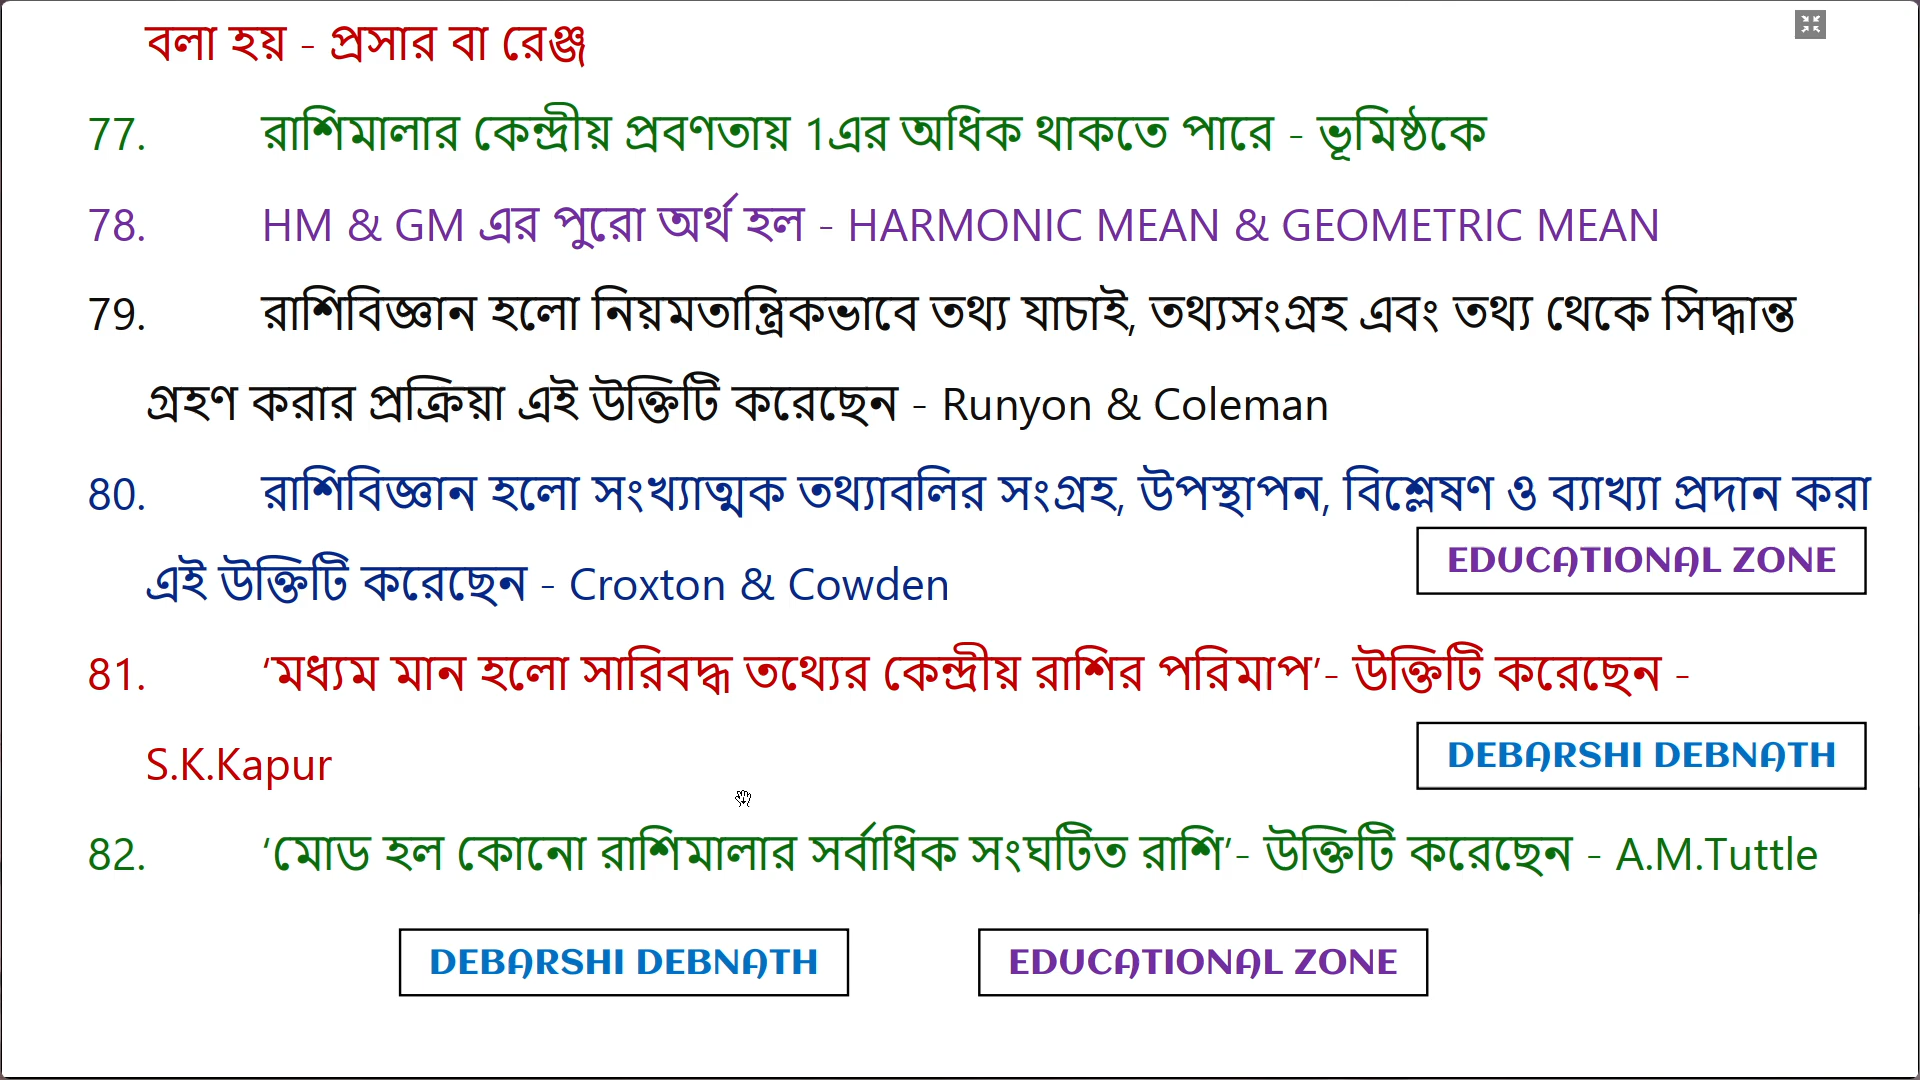 বলা হয় - প্রসার বা রেঞ্জ
77. রাশিমালার কেন্দ্রীয় প্রবণতায় 1এর অধিক থাকতে পারে - ভূমিষ্ঠকে
78. HM & GM এর পুরো অর্থ হল - HARMONIC MEAN & GEOMETRIC MEAN
79. রাশিবিজ্ঞান হলো নিয়মতান্ত্রিকভাবে তথ্য যাচাই, তথ্যসংগ্রহ এবং তথ্য থেকে সিদ্ধান্ত
গ্রহণ করার প্রক্রিয়া এই উক্তিটি করেছেন - Runyon & Coleman
80. রাশিবিজ্ঞান হলো সংখ্যাত্মক তথ্যাবলির সংগ্রহ, উপস্থাপন, বিশ্লেষণ ও ব্যাখ্যা প্রদান করা
EDUCATIONAL ZONE
এই উক্তিটি করেছেন - Croxton & Cowden
81. ‘মধ্যম মান হলো সারিবদ্ধ তথ্যের কেন্দ্রীয় রাশির পরিমাপ’- উক্তিটি করেছেন -
DEBARSHI DEBNATH
S.K.Kapur
82. ‘মোড হল কোনো রাশিমালার সর্বাধিক সংঘটিত রাশি’- উক্তিটি করেছেন - A.M.Tuttle
DEBARSHI DEBNATH
EDUCATIONAL ZONE